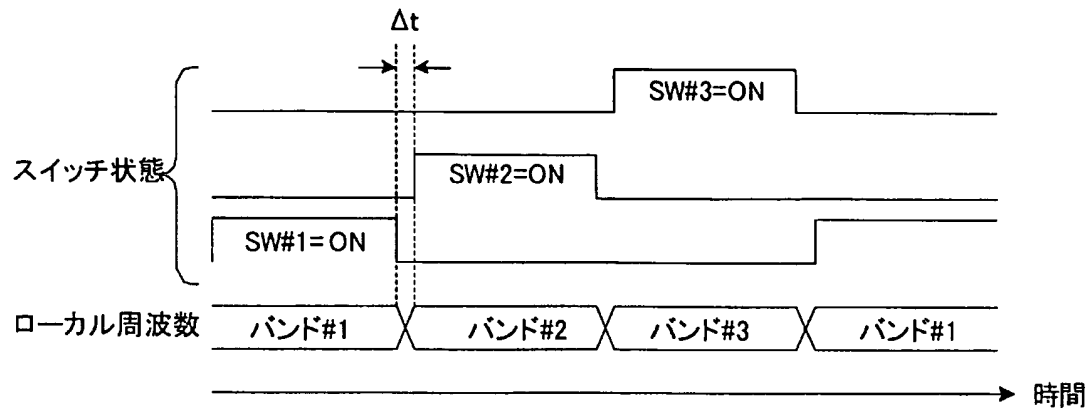 Δt
SW#3=ON
スイッチ状態
SW#2=ON
SW#1=ON
ローカル周波数
バンド#1
バンド#2
バンド#3
バンド#1
時間